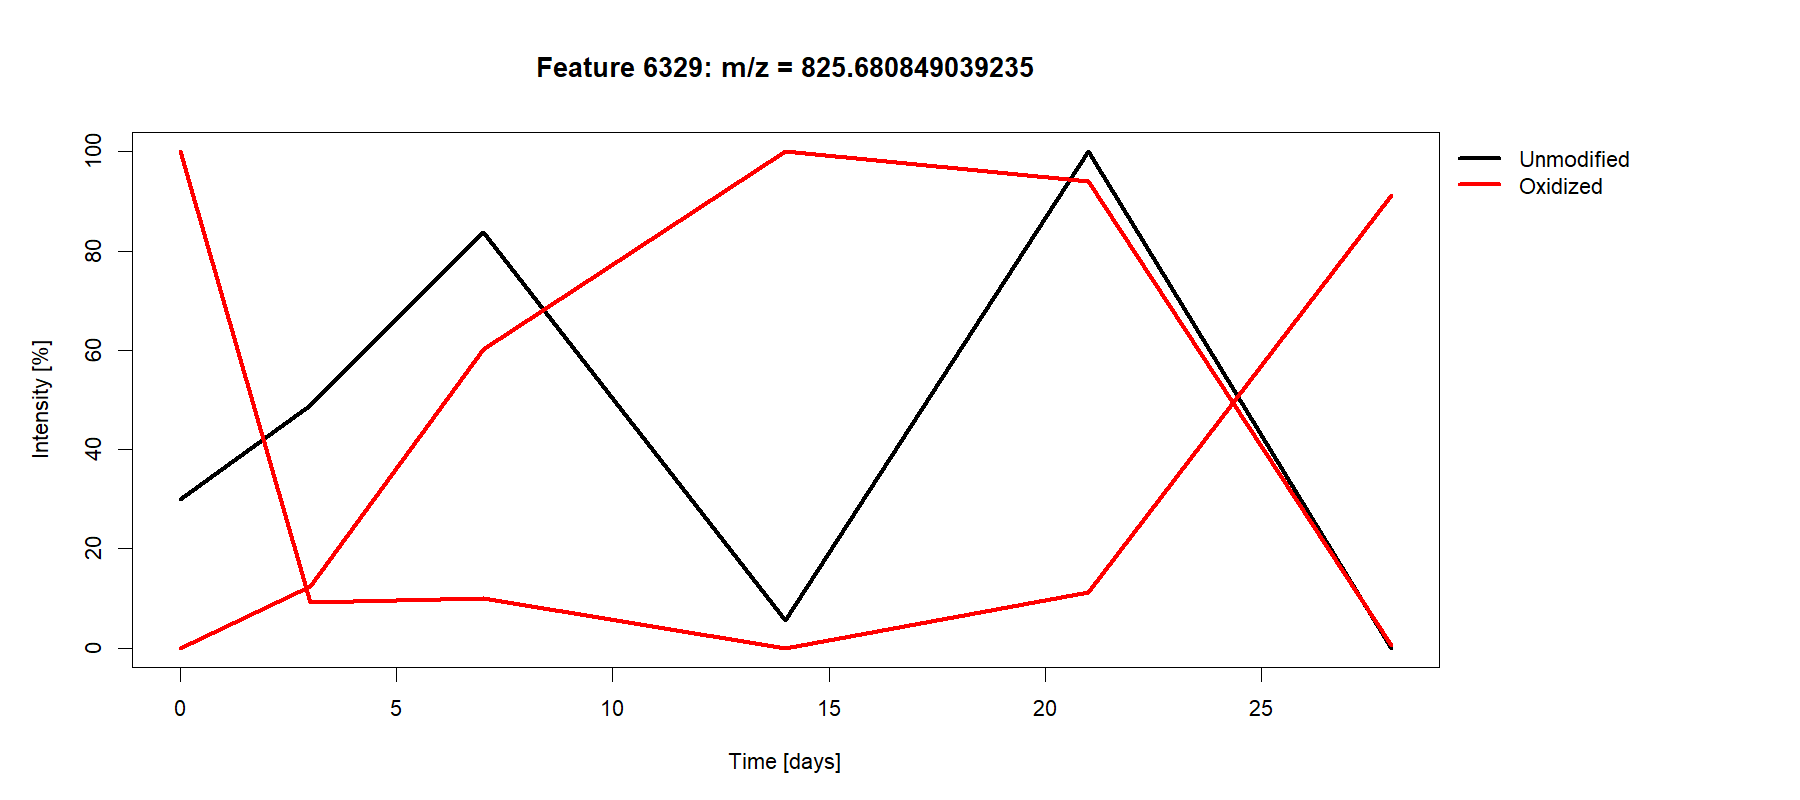 Feature 6329: m/z = 825.680849039235
Unmodified
Oxidized
Intensity [%]
100
80
60
40
20
0
0 5 10 15 20 25
Time [days]